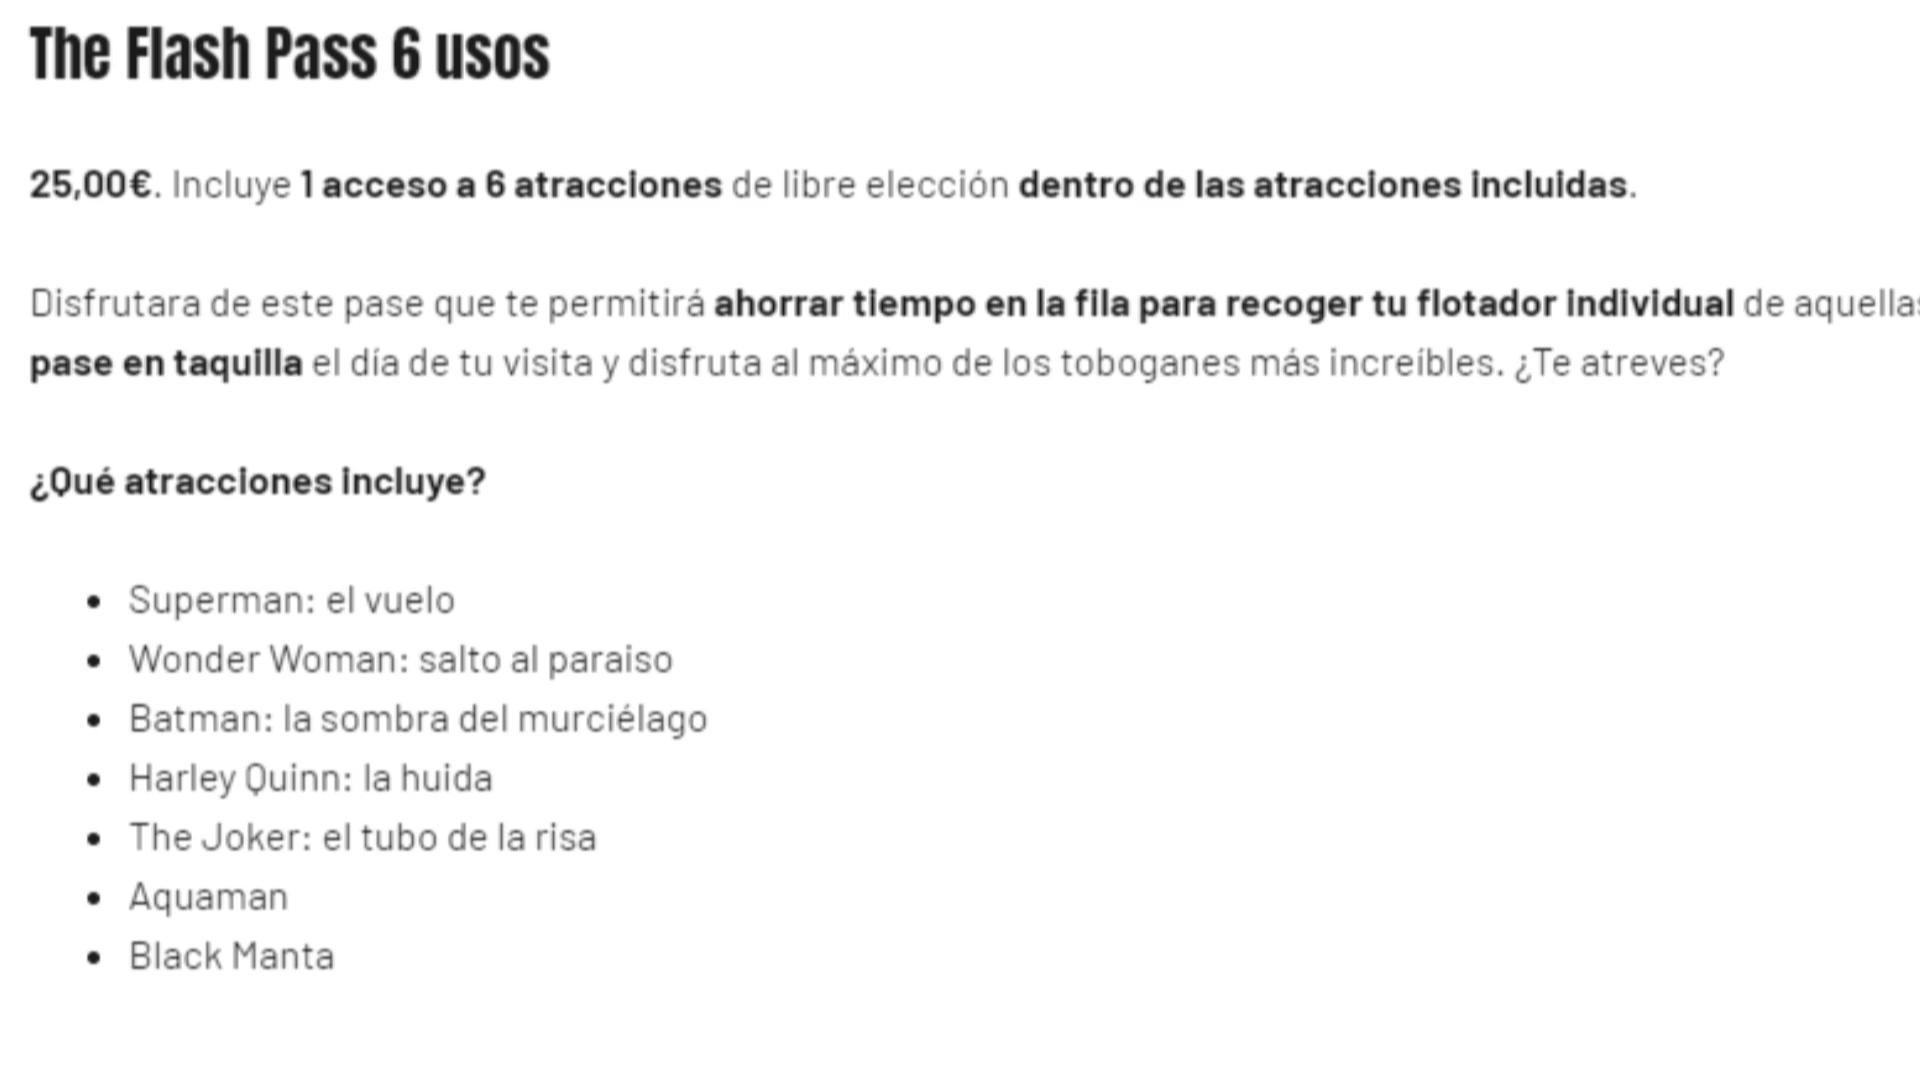 The Flash Pass 6 usos
25,00€. Incluye 1 acceso a 6 atracciones de libre elección dentro de las atracciones incluidas.
Disfrutara de este pase que te permitirá ahorrar tiempo en la fila para recoger tu flotador individual de aquellas
pase en taquilla el día de tu visita y disfruta al máximo de los toboganes más increíbles. ¿Te atreves?
¿Qué atracciones incluye?
• Superman: el vuelo
• Wonder Woman: salto al paraiso
• Batman: la sombra del murciélago
• Harley Quinn: la huida
• The Joker: el tubo de la risa
• Aquaman
• Black Manta